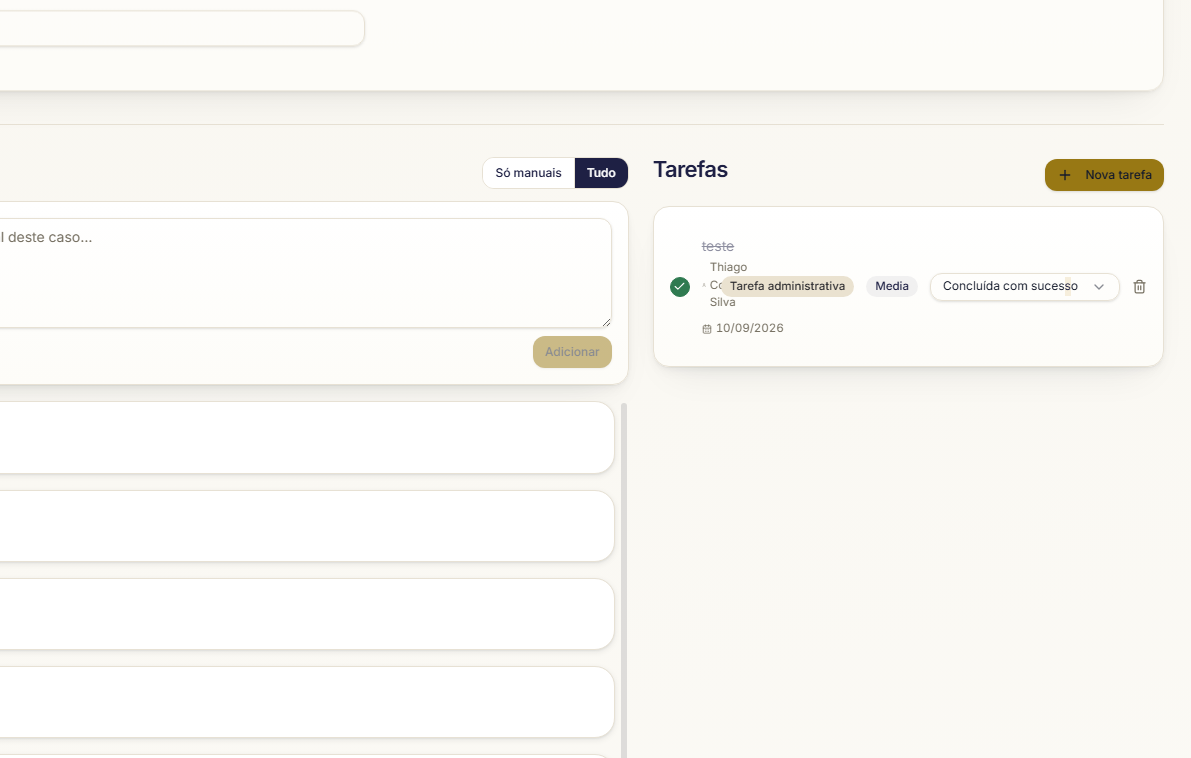 Só manuais
Tudo
l deste caso...
Adicionar
Tarefas
Nova tarefa
teste
Thiago
Co
Silva
Tarefa administrativa
Media
Concluída com sucesso
10/09/2026